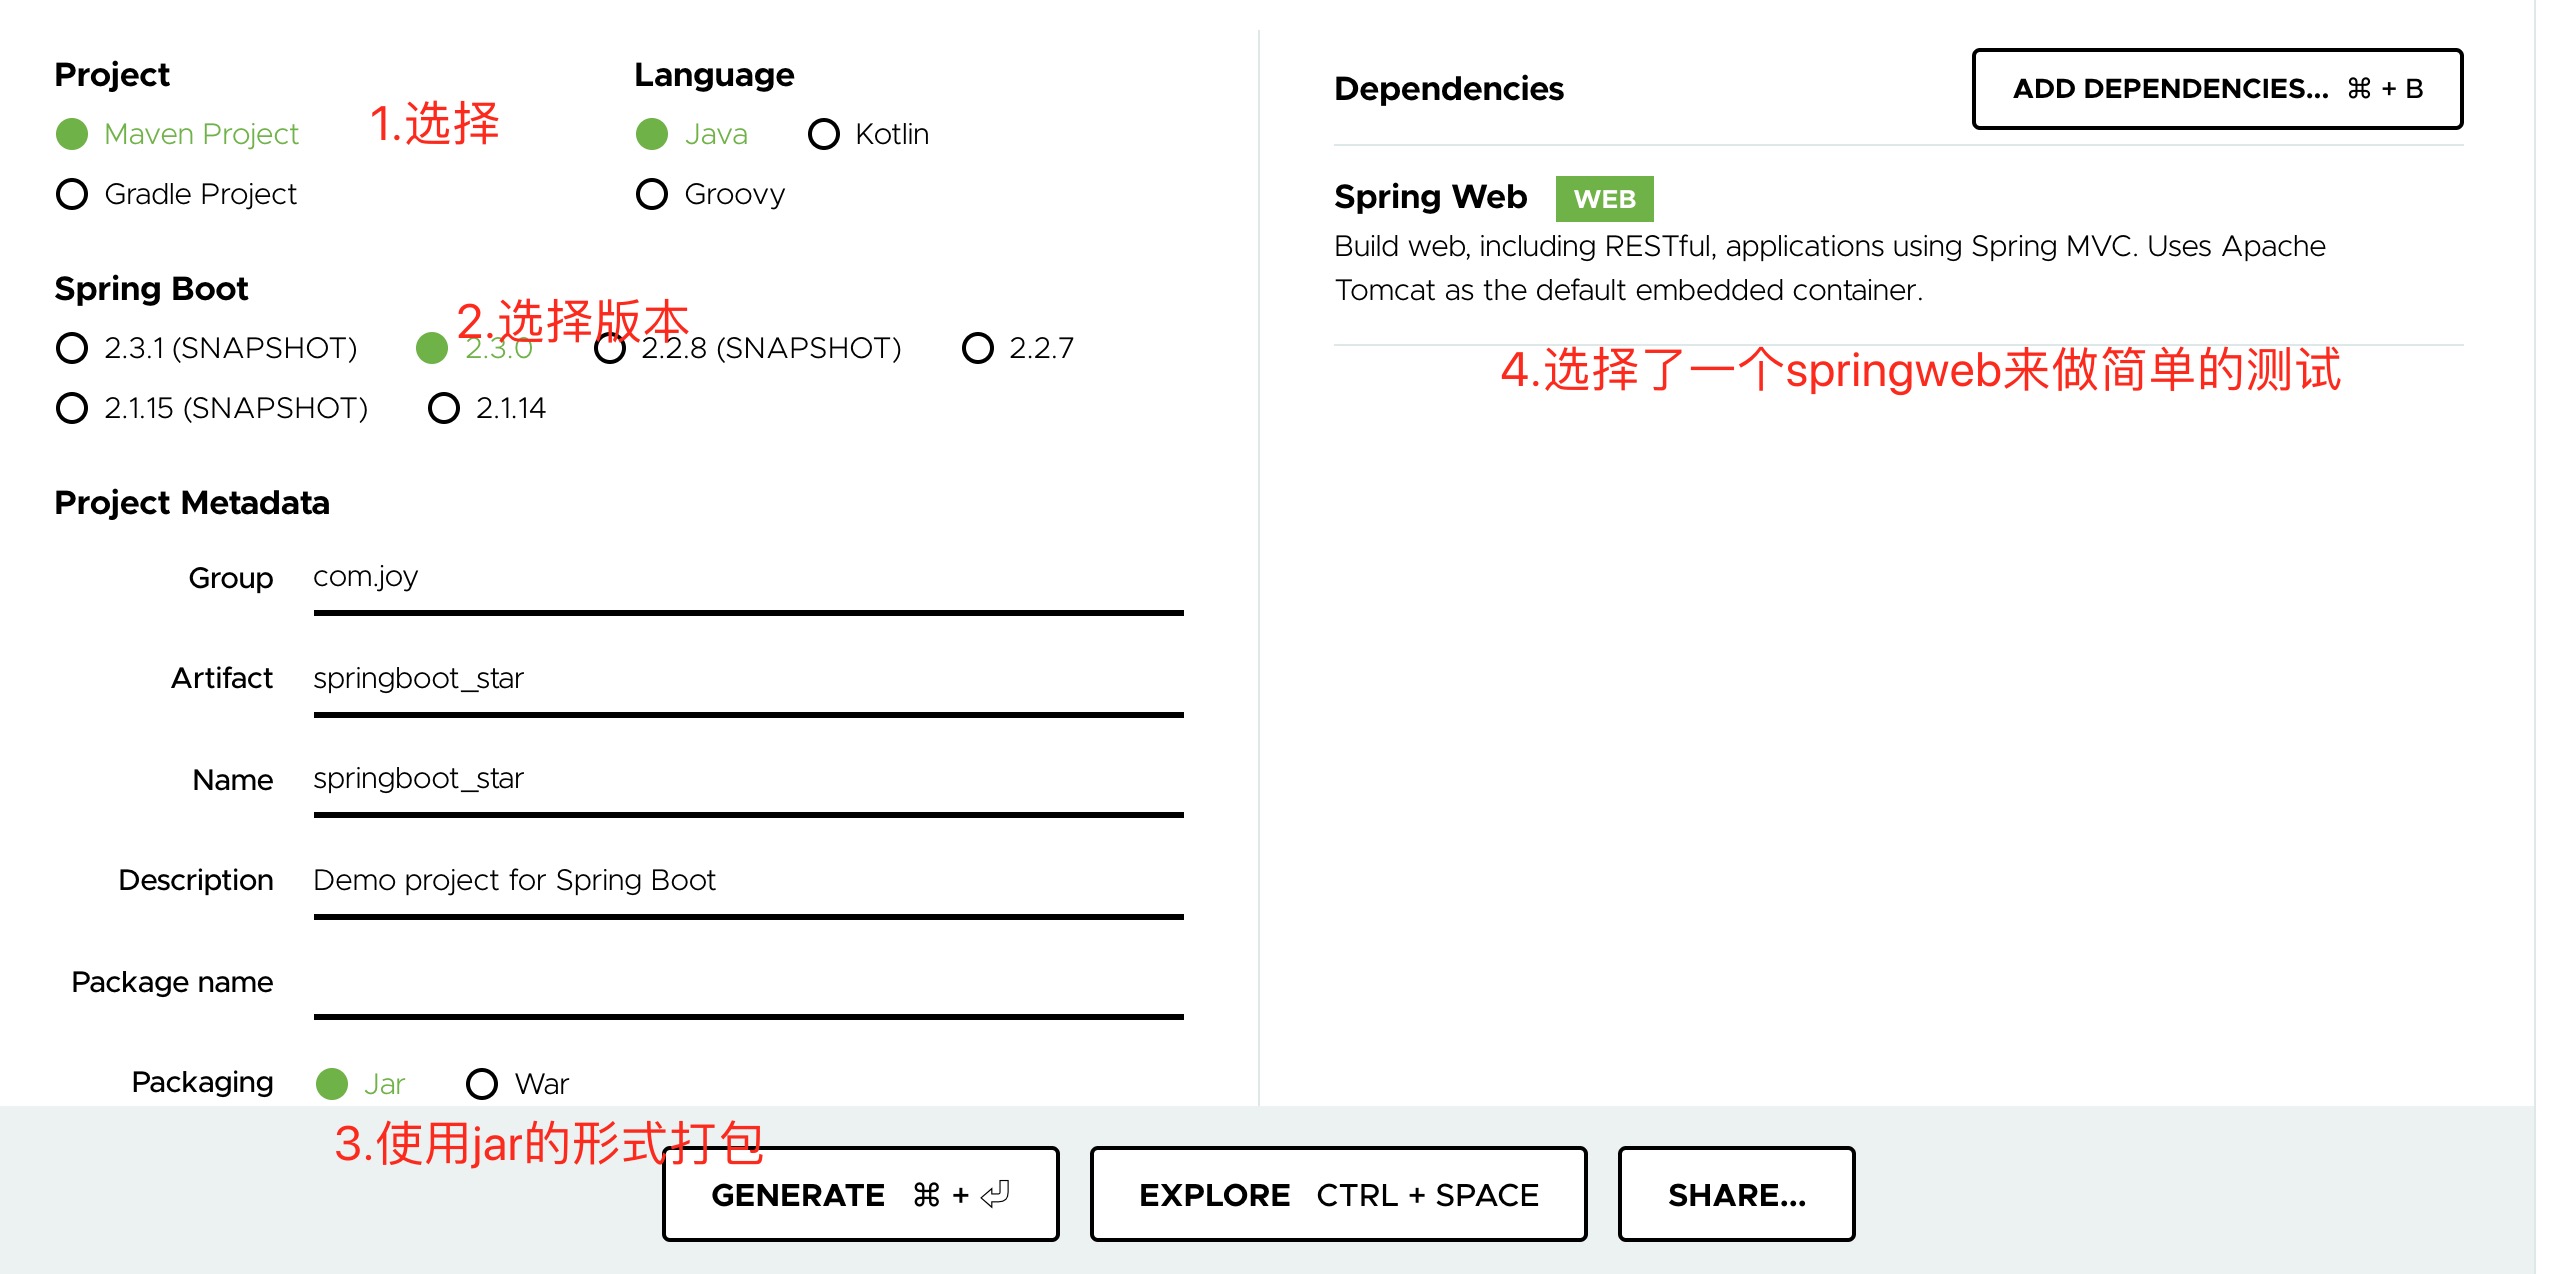 Project
Maven Project
1.选择
Gradle Project
Language
Java Kotlin
Groovy
Spring Boot
2.选择版本
2.3.1 (SNAPSHOT) 2.3.0 2.2.8 (SNAPSHOT) 2.2.7
2.1.15 (SNAPSHOT) 2.1.14
Project Metadata
Group com.joy
Artifact springboot_star
Name springboot_star
Description Demo project for Spring Boot
Package name
Packaging Jar War
3.使用jar的形式打包
Dependencies
ADD DEPENDENCIES... ⌘ + B
Spring Web WEB
Build web, including RESTful, applications using Spring MVC. Uses Apache
Tomcat as the default embedded container.
4.选择了一个springweb来做简单的测试
GENERATE ⌘ + ⏎
EXPLORE CTRL + SPACE
SHARE...